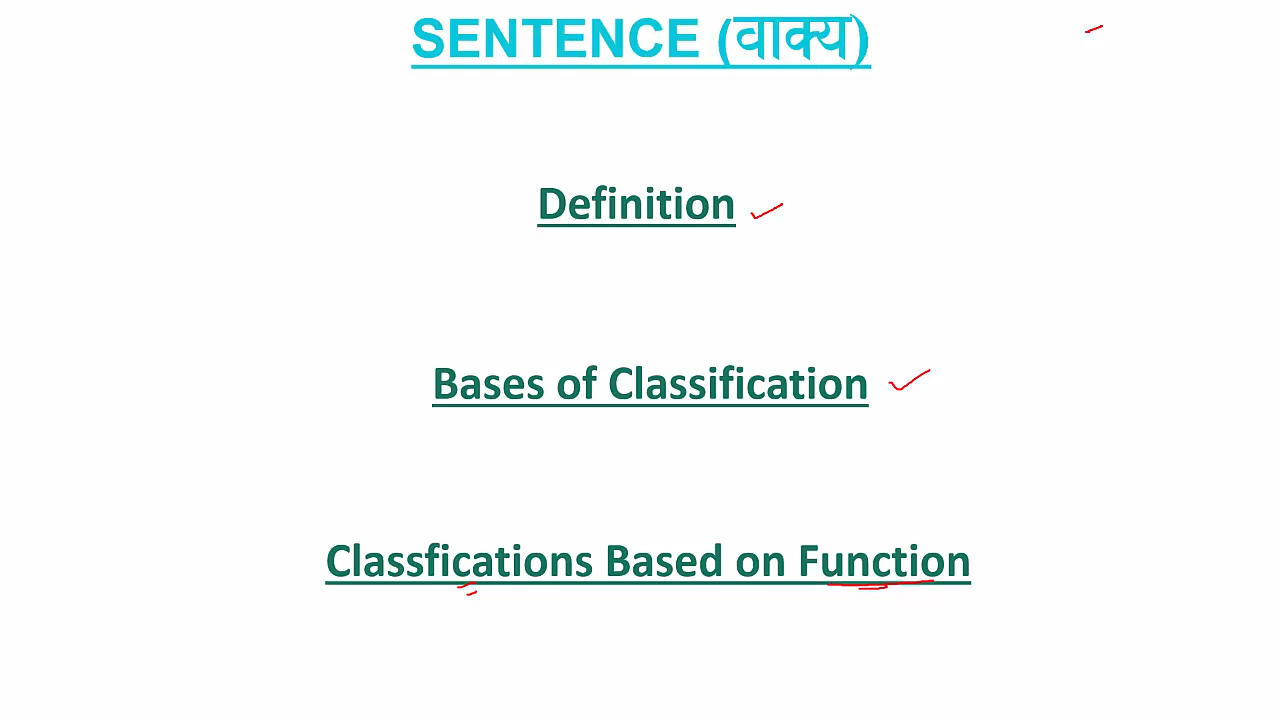 SENTENCE (वाक्य)
Definition
Bases of Classification
Classfications Based on Function